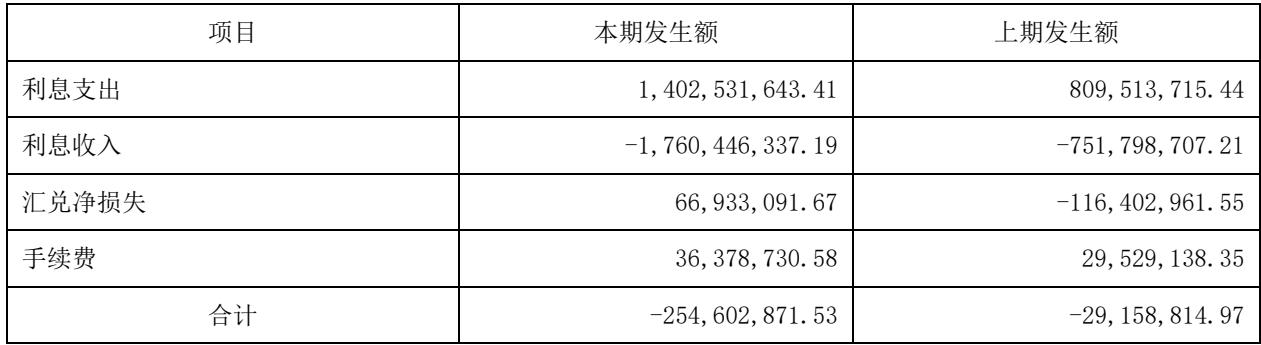 项目 本期发生额 上期发生额
利息支出 1,402,531,643.41 809,513,715.44
利息收入 -1,760,446,337.19 -751,798,707.21
汇兑净损失 66,933,091.67 -116,402,961.55
手续费 36,378,730.58 29,529,138.35
合计 -254,602,871.53 -29,158,814.97